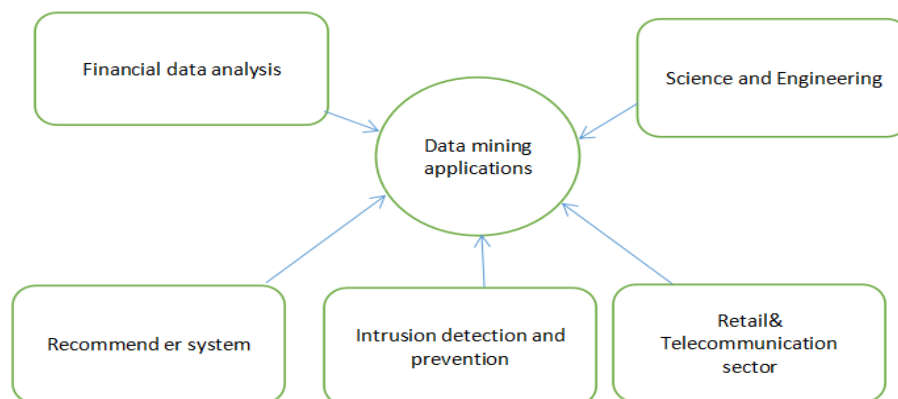 Financial data analysis
Science and Engineering
Data mining
applications
Recommend er system
Intrusion detection and
prevention
Retail&
Telecommunication
sector